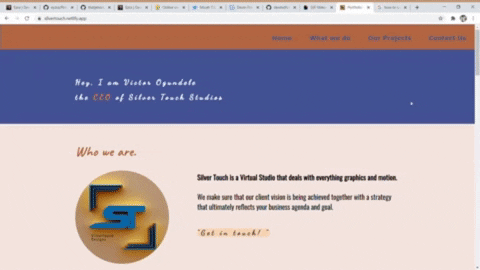 silvertouch.netlify.app
Home
What we do
Our Projects
Contact Us
Hey, I am Victor Ogundele
the CEO of Silver Touch Studios
Who we are.
Silver Touch is a Virtual Studio that deals with everything graphics and motion.
We make sure that our client vision is being achieved together with a strategy
that ultimately reflects your business agenda and goal.
"Get in touch! "